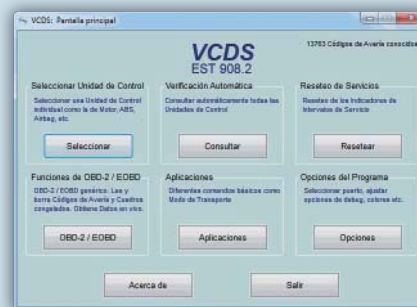 VCDS: Pantalla principal
VCDS
EST 908.2
13763 Códigos de Avería conocidos
Seleccionar Unidad de Control
Seleccionar una Unidad de Control
individual como la de Motor, ABS,
Airbag, etc.
Seleccionar
Verificación Automática
Consultar automáticamente todas las
Unidades de Control
Consultar
Reseteo de Servicios
Reseteo de los Indicadores de
Intervalos de Servicio
Resetear
Funciones de OBD-2 / EOBD
OBD-2 / EOBD genérico. Lee y
borra Códigos de Avería y Cuadros
congelados. Obtiene Datos en vivo.
OBD-2 / EOBD
Aplicaciones
Diferentes comandos básicos como
Modo de Transporte
Aplicaciones
Opciones del Programa
Seleccionar puerto, ajustar
opciones de debug, colores etc.
Opciones
Acerca de
Salir